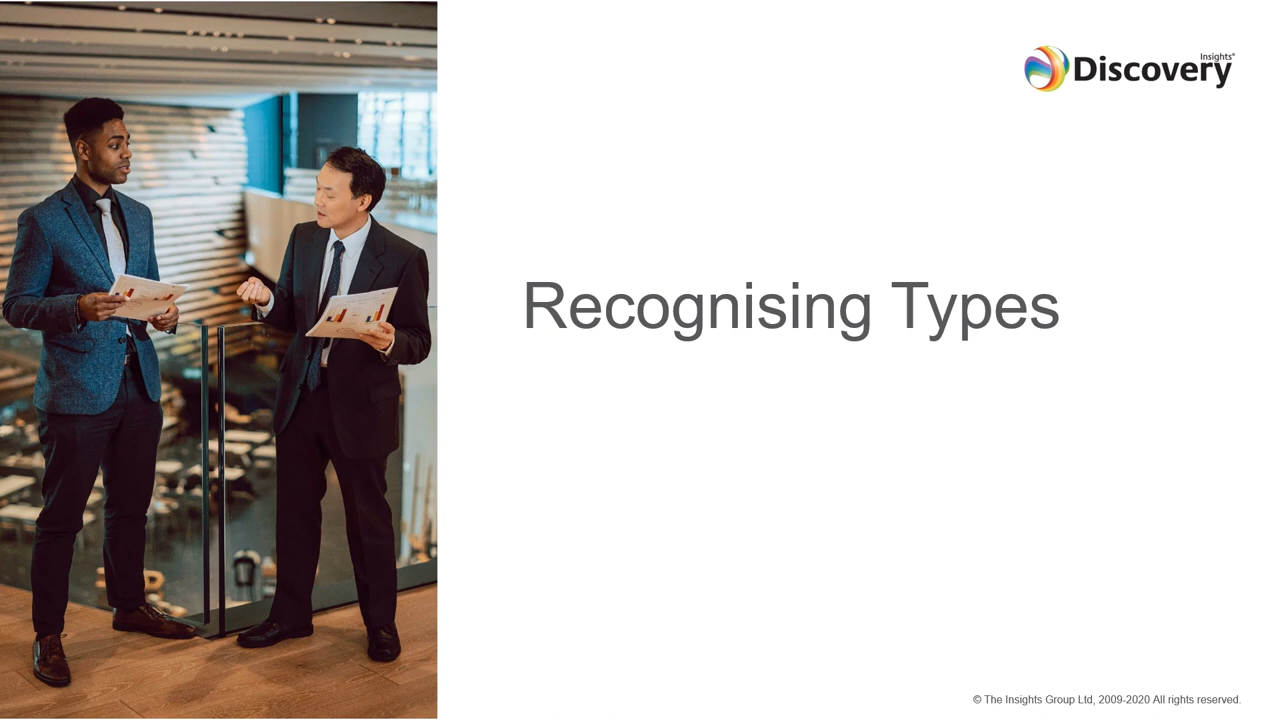 Insights®
Discovery
Recognising Types
© The Insights Group Ltd, 2009-2020 All rights reserved.